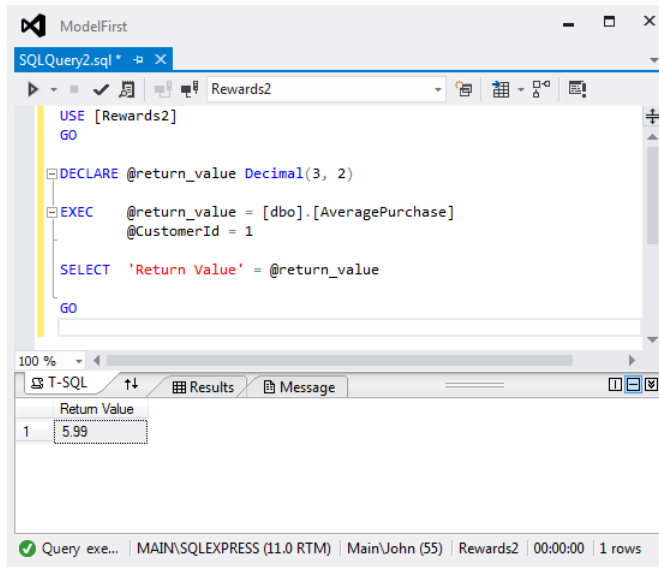 ModelFirst
SQLQuery2.sql*
Rewards2
USE [Rewards2]
GO
DECLARE @return_value Decimal(3, 2)
EXEC @return_value = [dbo].[AveragePurchase]
@CustomerId = 1
SELECT 'Return Value' = @return_value
GO
100 %
T-SQL Results Message
Return Value
1 5.99
Query exe... MAIN\SQLEXPRESS (11.0 RTM) Main\John (55) Rewards2 00:00:00 1 rows